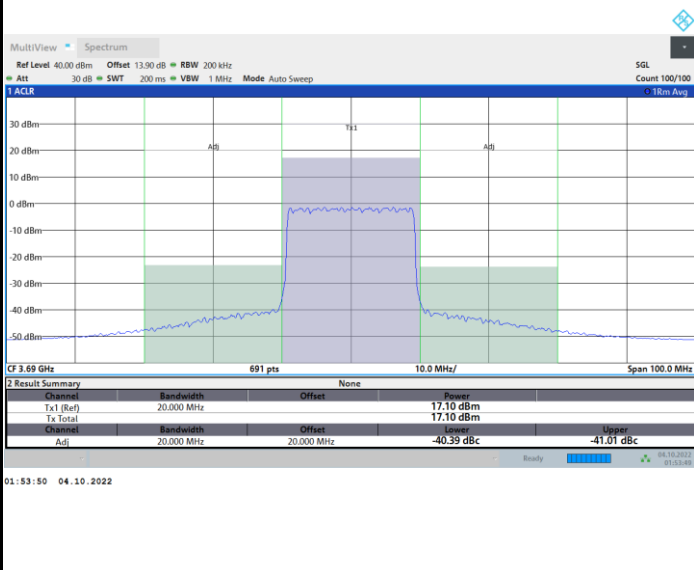 MultiView Spectrum
Ref Level 40.00 dBm Offset 13.90 dB RBW 200 kHz SGL
Att 30 dB SWT 200 ms VBW 1 MHz Mode Auto Sweep Count 100/100
1 ACLR 1Rm Avg
30 dBm
Tx1
20 dBm
Adj Adj
10 dBm
0 dBm
-10 dBm
-20 dBm
-30 dBm
-40 dBm
-50 dBm
CF 3.69 GHz 691 pts 10.0 MHz/ Span 100.0 MHz
2 Result Summary None
Channel Bandwidth Offset Power
Tx1 (Ref) 20.000 MHz 17.10 dBm
Tx Total 17.10 dBm
Channel Bandwidth Offset Lower Upper
Adj 20.000 MHz 20.000 MHz -40.39 dBc -41.01 dBc
Ready 04.10.2022
01:53:49
01:53:50 04.10.2022